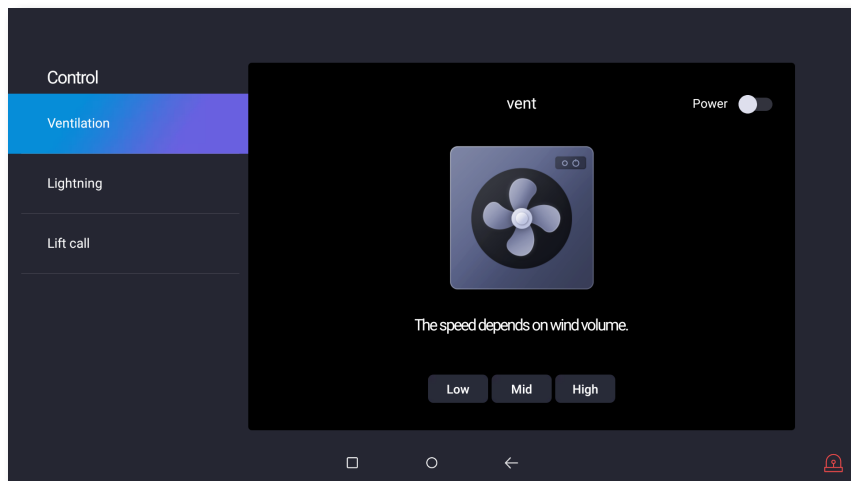 Control
Ventilation
Lightning
Lift call
vent
Power
The speed depends on wind volume.
Low Mid High